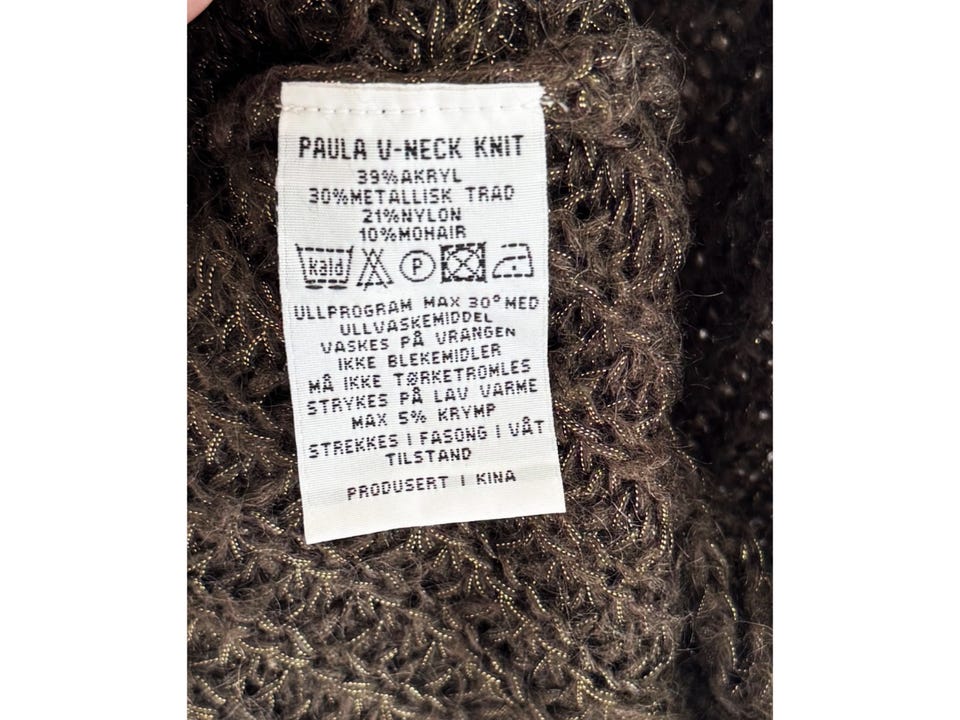 PAULA V-NECK KNIT
39%AKRYL
30%METALLISK TRAD
21%NYLON
10%MOHAIR
kald P
ULLPROGRAM MAX 30° MED
ULLVASKEMIDDEL
VASKES PÅ VRANGEN
IKKE BLEKEMIDLER
MÅ IKKE TØRKETROMLES
STRYKES PÅ LAV VARME
MAX 5% KRYMP
STREKKES I FASONG I VÅT
TILSTAND
PRODUSERT I KINA